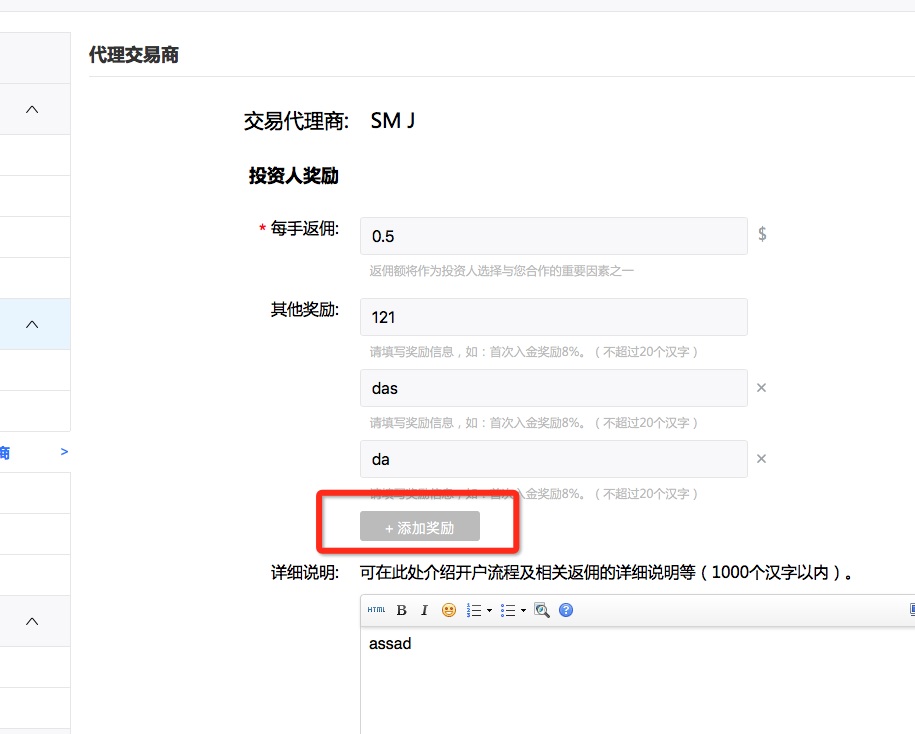 代理交易商
交易代理商: SM J
投资人奖励
* 每手返佣: 0.5 $
返佣额将作为投资人选择与您合作的重要因素之一
其他奖励: 121
请填写奖励信息，如：首次入金奖励8%。（不超过20个汉字）
das ×
请填写奖励信息，如：首次入金奖励8%。（不超过20个汉字）
da ×
请填写奖励信息，如：首次入金奖励8%。（不超过20个汉字）
商 >
+ 添加奖励
详细说明: 可在此处介绍开户流程及相关返佣的详细说明等（1000个汉字以内）。
HTML B I
assad